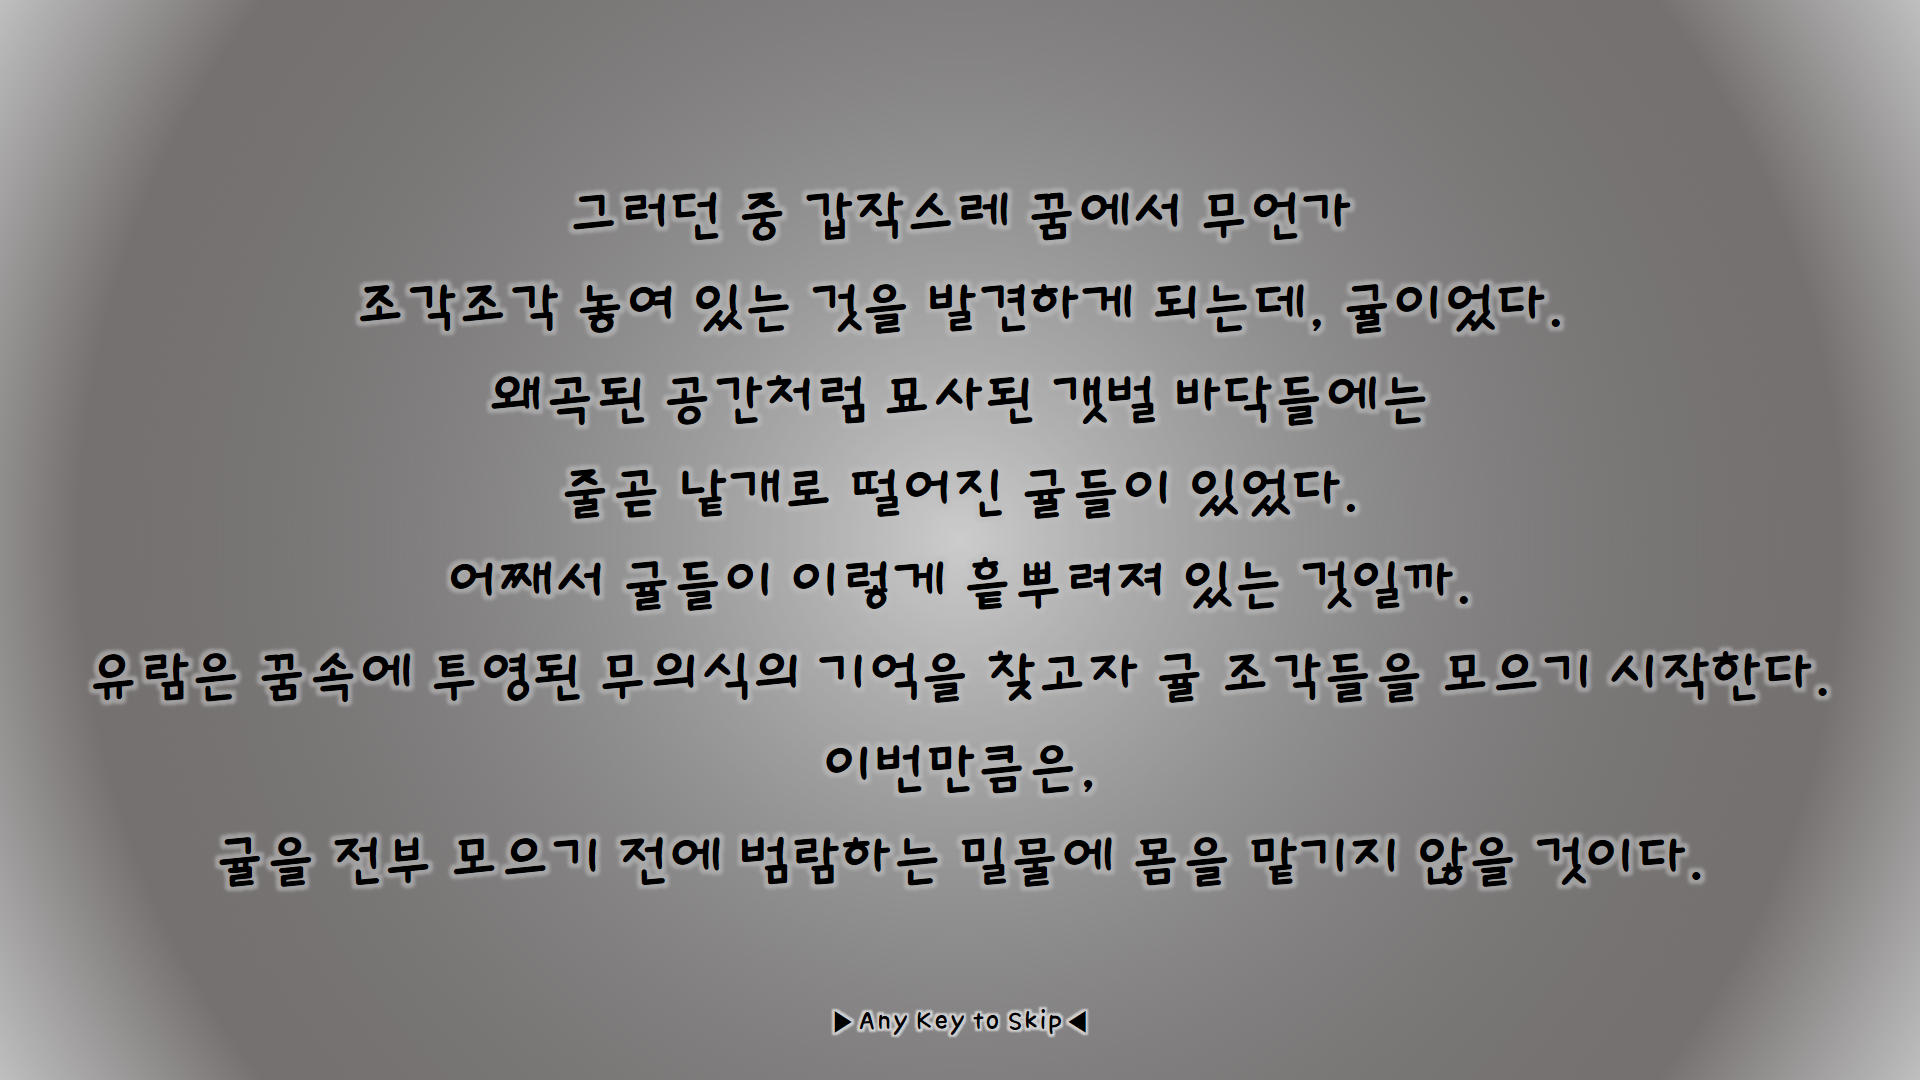 그러던 중 갑작스레 꿈에서 무언가
조각조각 놓여 있는 것을 발견하게 되는데, 귤이었다.
왜곡된 공간처럼 묘사된 갯벌 바닥들에는
줄곧 낱개로 떨어진 귤들이 있었다.
어째서 귤들이 이렇게 흩뿌려져 있는 것일까.
유람은 꿈속에 투영된 무의식의 기억을 찾고자 귤 조각들을 모으기 시작한다.
이번만큼은,
귤을 전부 모으기 전에 범람하는 밀물에 몸을 맡기지 않을 것이다.
▶Any Key to Skip◀